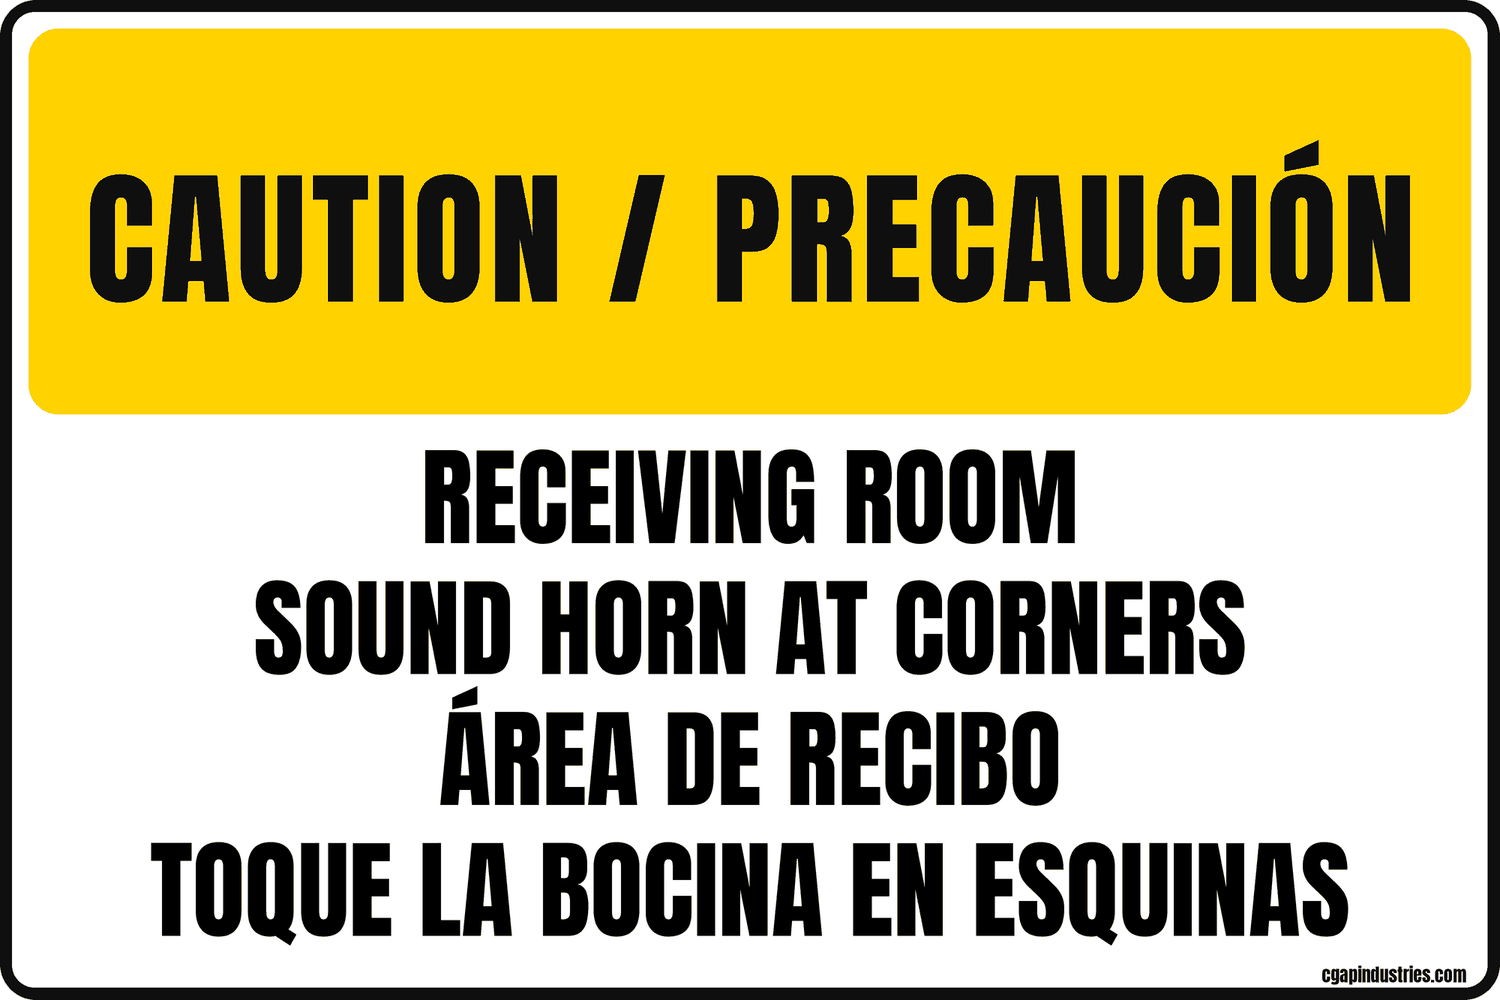 CAUTION / PRECAUCIÓN
RECEIVING ROOM
SOUND HORN AT CORNERS
ÁREA DE RECIBO
TOQUE LA BOCINA EN ESQUINAS
cgapindustries.com